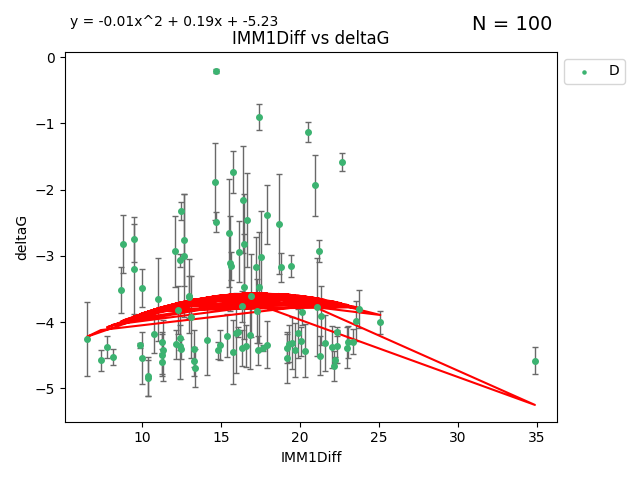 y = -0.01x^2 + 0.19x + -5.23
N = 100
IMM1Diff vs deltaG
D
deltaG
0
−1
−2
−3
−4
−5
10 15 20 25 30 35
IMM1Diff